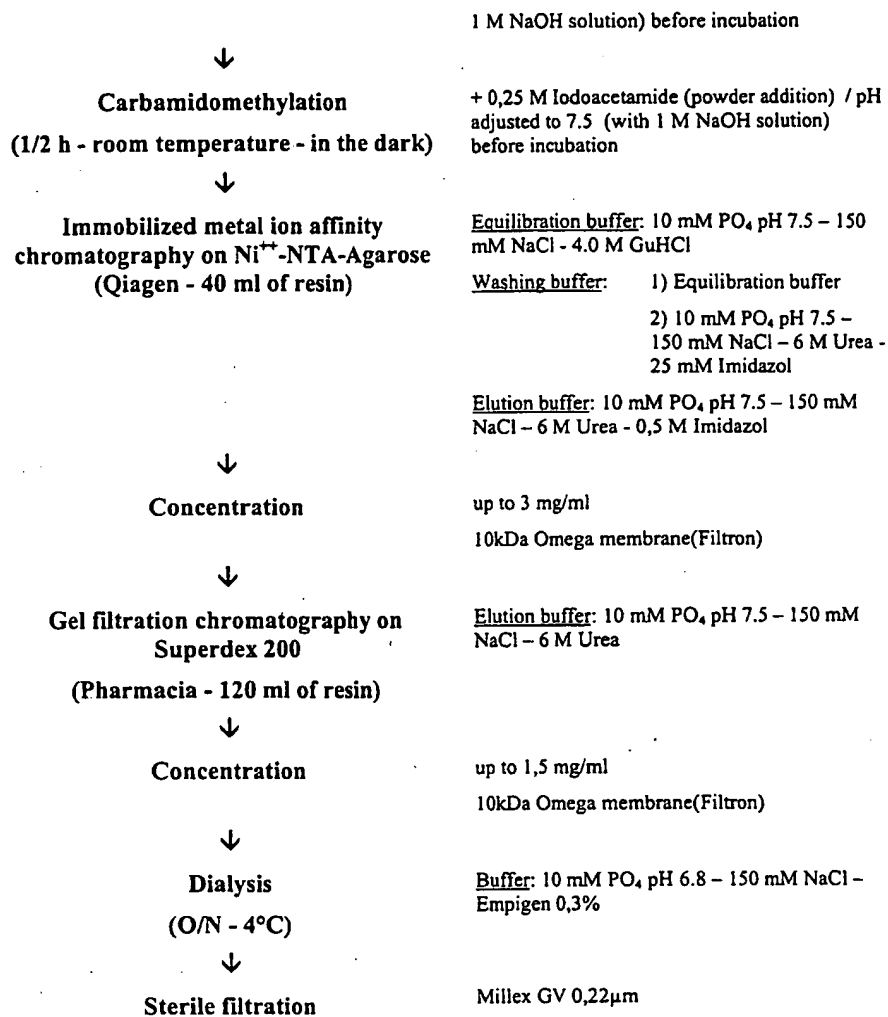 1 M NaOH solution) before incubation
↓
Carbamidomethylation
(1/2 h - room temperature - in the dark)
+ 0,25 M Iodoacetamide (powder addition) / pH
adjusted to 7.5 (with 1 M NaOH solution)
before incubation
↓
Immobilized metal ion affinity
chromatography on Ni⁺⁺-NTA-Agarose
(Qiagen - 40 ml of resin)
Equilibration buffer: 10 mM PO₄ pH 7.5 – 150
mM NaCl - 4.0 M GuHCl
Washing buffer: 1) Equilibration buffer
2) 10 mM PO₄ pH 7.5 –
150 mM NaCl – 6 M Urea -
25 mM Imidazol
Elution buffer: 10 mM PO₄ pH 7.5 – 150 mM
NaCl – 6 M Urea - 0,5 M Imidazol
↓
Concentration
up to 3 mg/ml
10kDa Omega membrane(Filtron)
↓
Gel filtration chromatography on
Superdex 200
(Pharmacia - 120 ml of resin)
Elution buffer: 10 mM PO₄ pH 7.5 – 150 mM
NaCl – 6 M Urea
↓
Concentration
up to 1,5 mg/ml
10kDa Omega membrane(Filtron)
↓
Dialysis
(O/N - 4°C)
Buffer: 10 mM PO₄ pH 6.8 – 150 mM NaCl –
Empigen 0,3%
↓
Sterile filtration
Millex GV 0,22µm